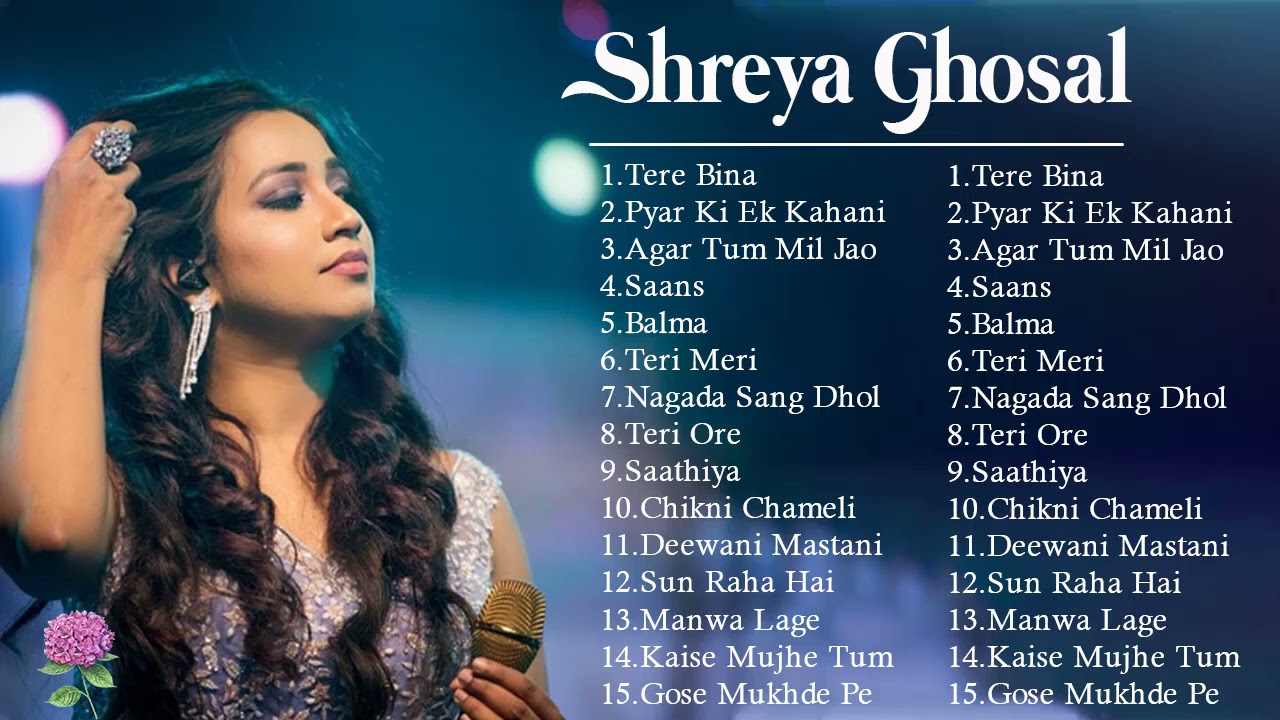 Shreya Ghosal
1.Tere Bina
2.Pyar Ki Ek Kahani
3.Agar Tum Mil Jao
4.Saans
5.Balma
6.Teri Meri
7.Nagada Sang Dhol
8.Teri Ore
9.Saathiya
10.Chikni Chameli
11.Deewani Mastani
12.Sun Raha Hai
13.Manwa Lage
14.Kaise Mujhe Tum
15.Gose Mukhde Pe
1.Tere Bina
2.Pyar Ki Ek Kahani
3.Agar Tum Mil Jao
4.Saans
5.Balma
6.Teri Meri
7.Nagada Sang Dhol
8.Teri Ore
9.Saathiya
10.Chikni Chameli
11.Deewani Mastani
12.Sun Raha Hai
13.Manwa Lage
14.Kaise Mujhe Tum
15.Gose Mukhde Pe